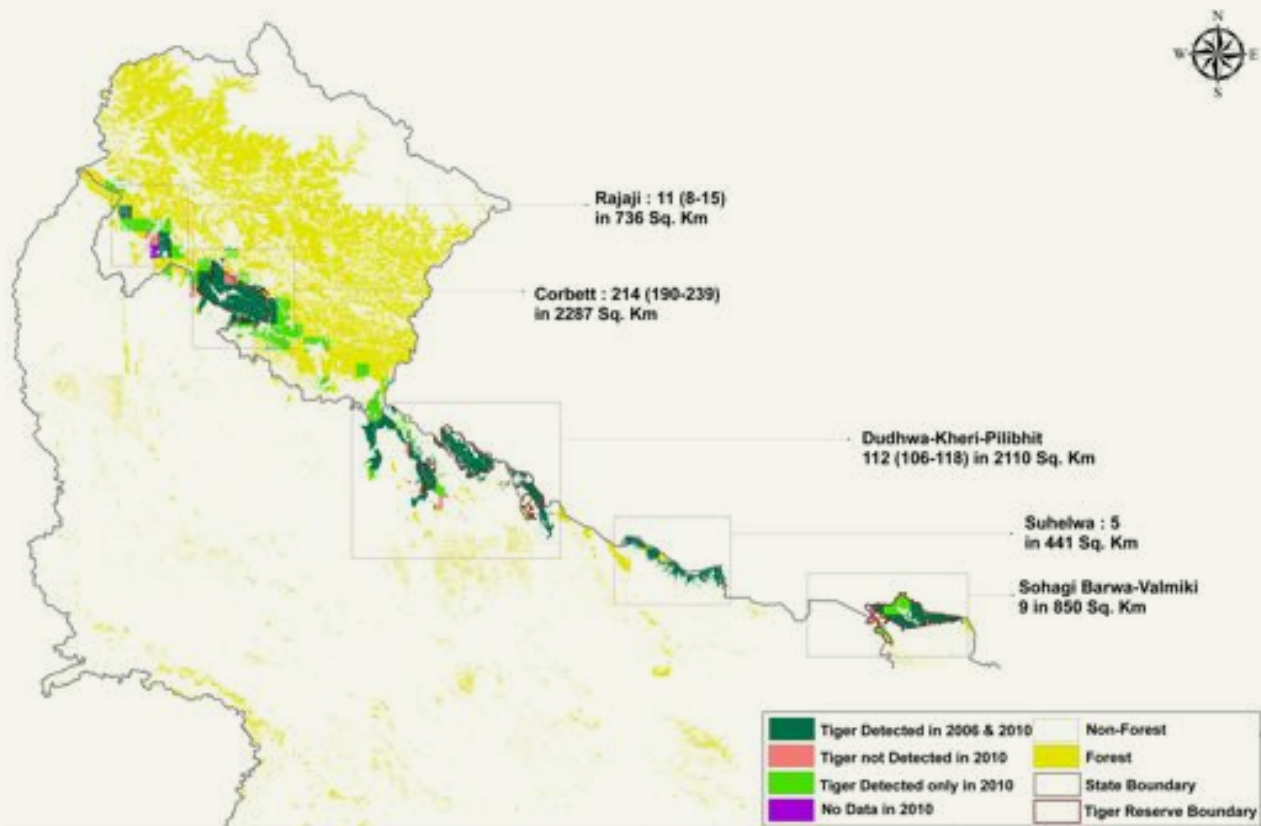 N
W E
S
Rajaji : 11 (8-15)
in 736 Sq. Km
Corbett : 214 (190-239)
in 2287 Sq. Km
Dudhwa-Kheri-Pilibhit
112 (106-118) in 2110 Sq. Km
Suhelwa : 5
in 441 Sq. Km
Sohagi Barwa-Valmiki
9 in 850 Sq. Km
Tiger Detected in 2006 & 2010
Tiger not Detected in 2010
Tiger Detected only in 2010
No Data in 2010
Non-Forest
Forest
State Boundary
Tiger Reserve Boundary